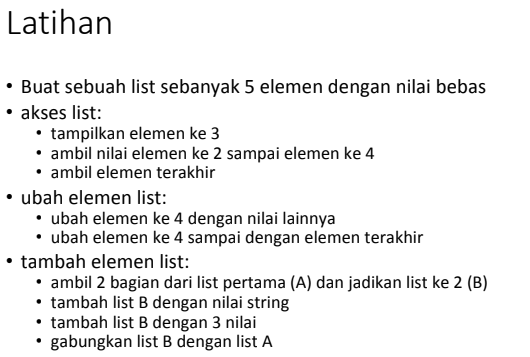 Latihan
• Buat sebuah list sebanyak 5 elemen dengan nilai bebas
• akses list:
• tampilkan elemen ke 3
• ambil nilai elemen ke 2 sampai elemen ke 4
• ambil elemen terakhir
• ubah elemen list:
• ubah elemen ke 4 dengan nilai lainnya
• ubah elemen ke 4 sampai dengan elemen terakhir
• tambah elemen list:
• ambil 2 bagian dari list pertama (A) dan jadikan list ke 2 (B)
• tambah list B dengan nilai string
• tambah list B dengan 3 nilai
• gabungkan list B dengan list A